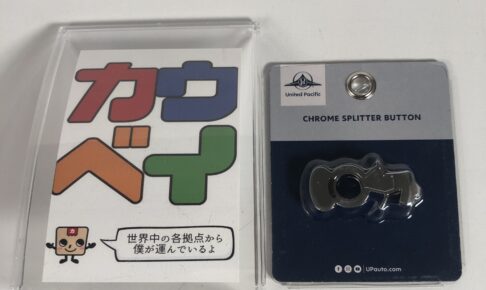 カウ
ベイ
世界中の各拠点から
僕が運んでいるよ
United Pacific
CHROME SPLITTER BUTTON
UPauto.com